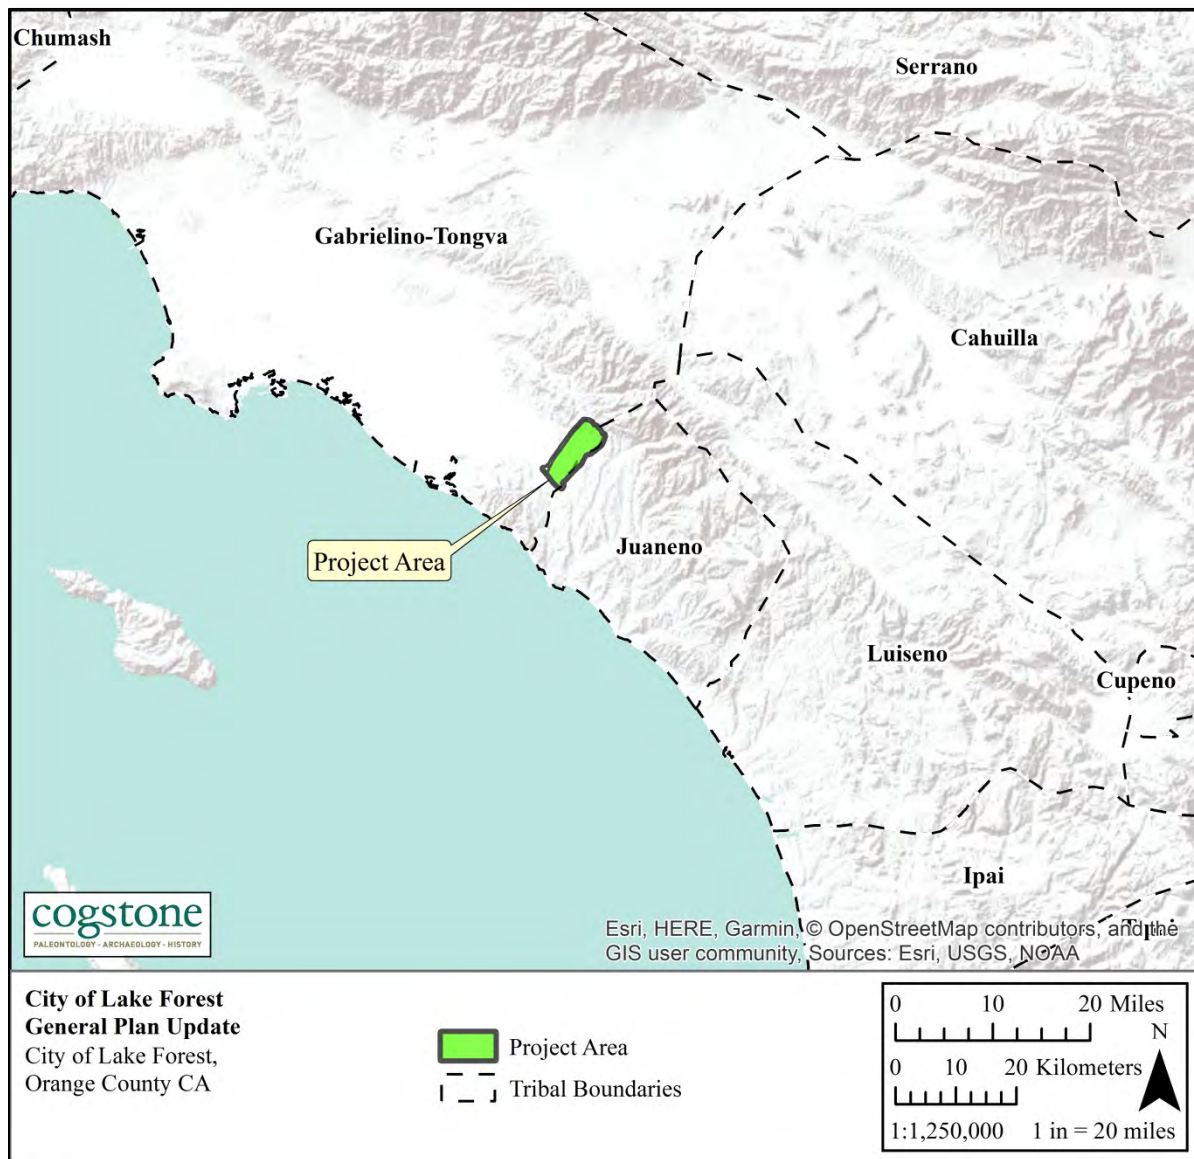 Chumash
Serrano
Gabrielino-Tongva
Cahuilla
Project Area
Juaneno
Luiseno
Cupeno
Ipai
cogstone
PALEONTOLOGY - ARCHAEOLOGY - HISTORY
Esri, HERE, Garmin, © OpenStreetMap contributors, and the
GIS user community, Sources: Esri, USGS, NOAA
City of Lake Forest
General Plan Update
City of Lake Forest,
Orange County CA
Project Area
Tribal Boundaries
0 10 20 Miles
N
0 10 20 Kilometers
1:1,250,000 1 in = 20 miles